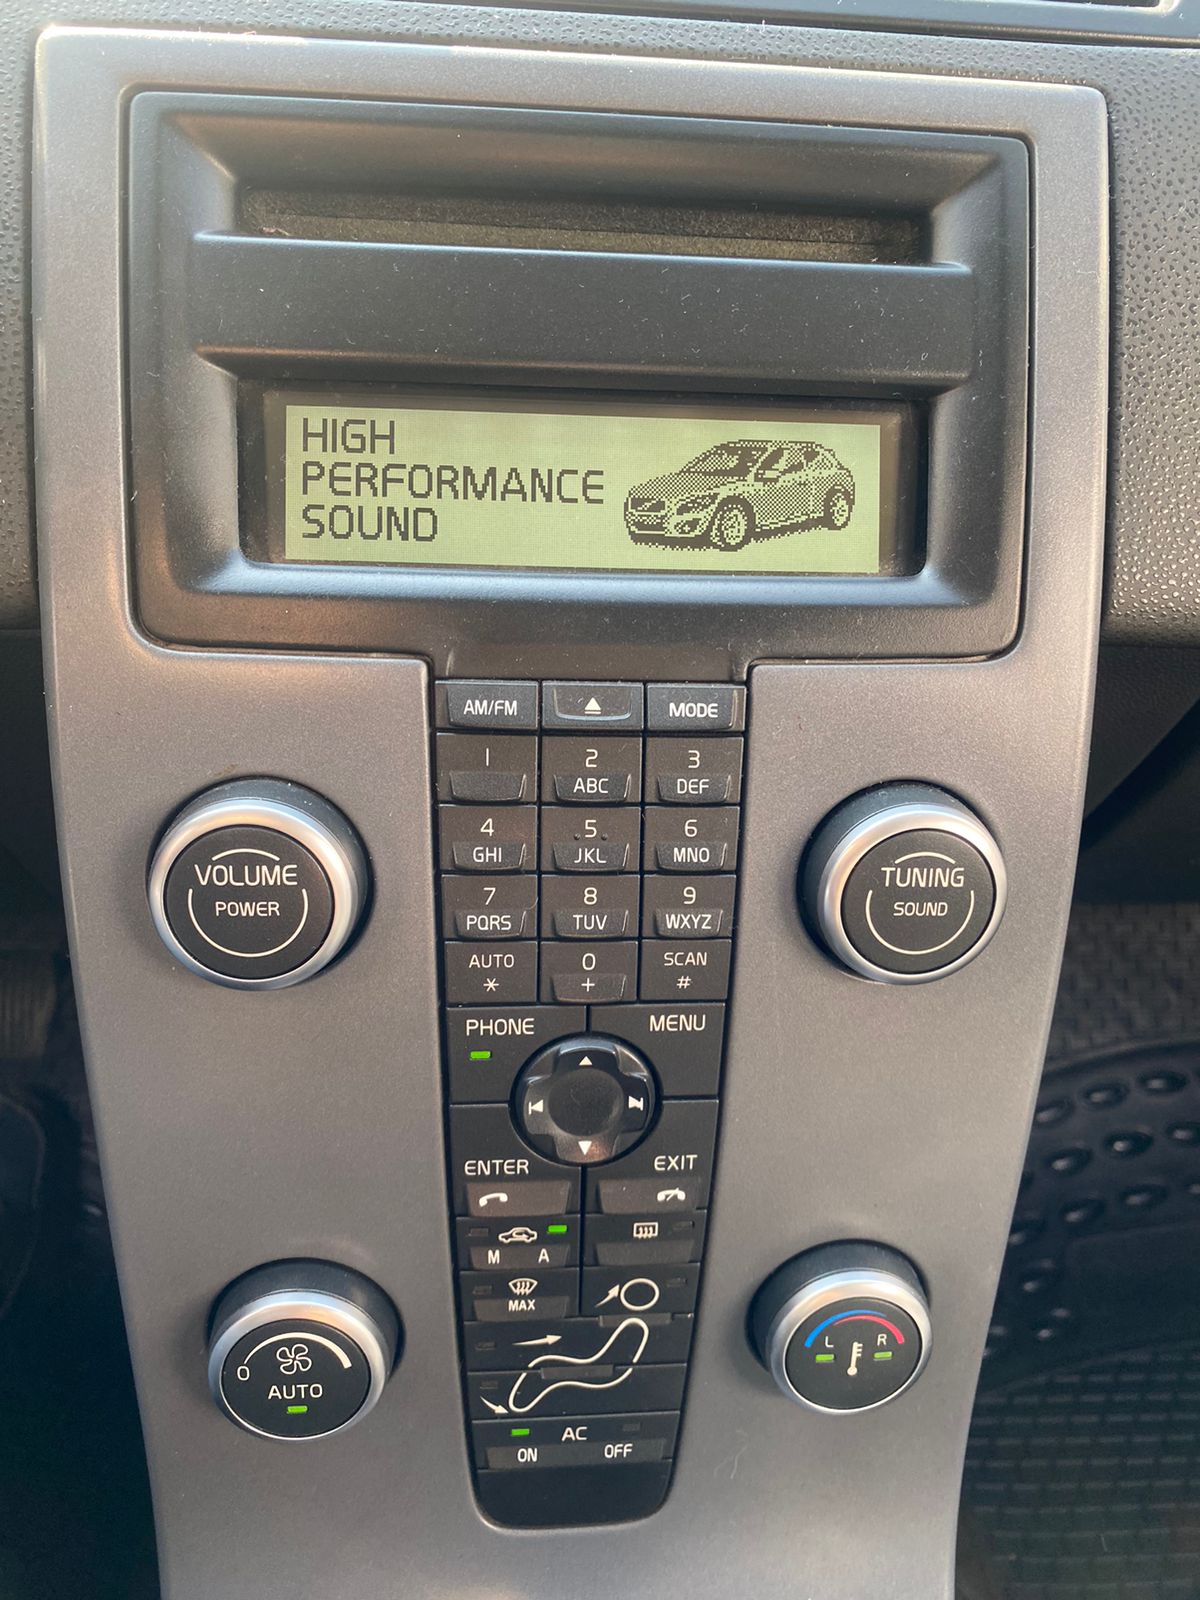 HIGH
PERFORMANCE
SOUND
AM/FM
MODE
1
2
3
ABC
DEF
4
5
6
GHI
JKL
MNO
7
8
9
PQRS
TUV
WXYZ
AUTO
0
SCAN
*
+
#
VOLUME
POWER
TUNING
SOUND
PHONE
MENU
ENTER
EXIT
M A
MAX
0
AUTO
L R
AC
ON OFF